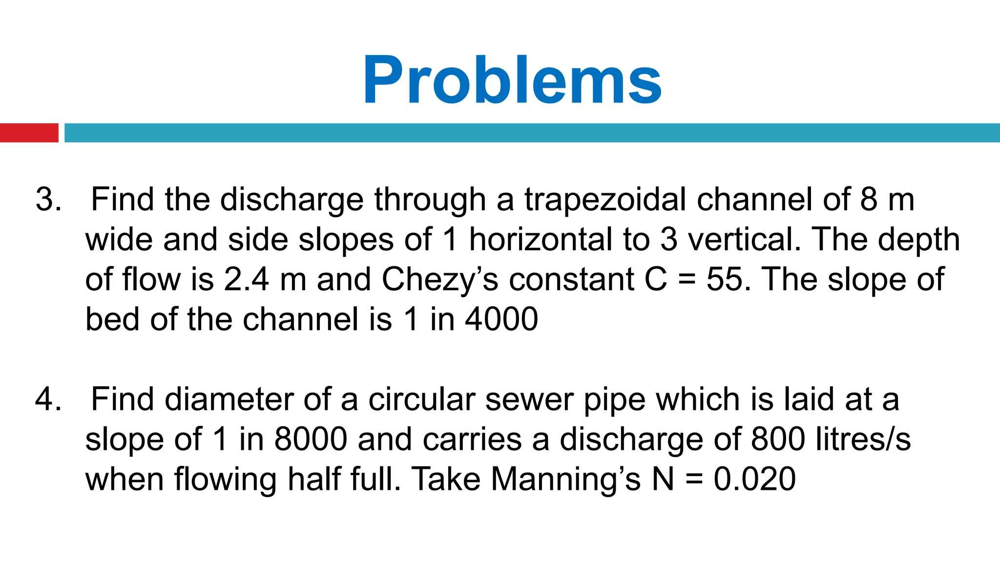 Problems
3. Find the discharge through a trapezoidal channel of 8 m
wide and side slopes of 1 horizontal to 3 vertical. The depth
of flow is 2.4 m and Chezy’s constant C = 55. The slope of
bed of the channel is 1 in 4000
4. Find diameter of a circular sewer pipe which is laid at a
slope of 1 in 8000 and carries a discharge of 800 litres/s
when flowing half full. Take Manning’s N = 0.020